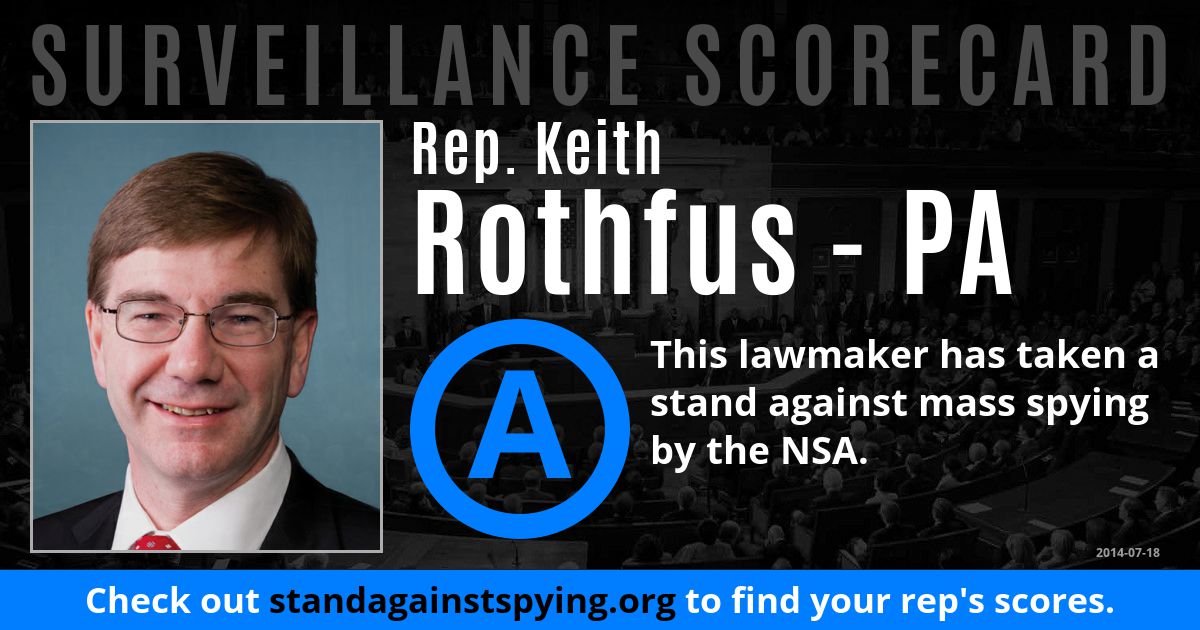 SURVEILLANCE SCORECARD
Rep. Keith
Rothfus - PA
A
This lawmaker has taken a
stand against mass spying
by the NSA.
2014-07-18
Check out standagainstspying.org to find your rep's scores.